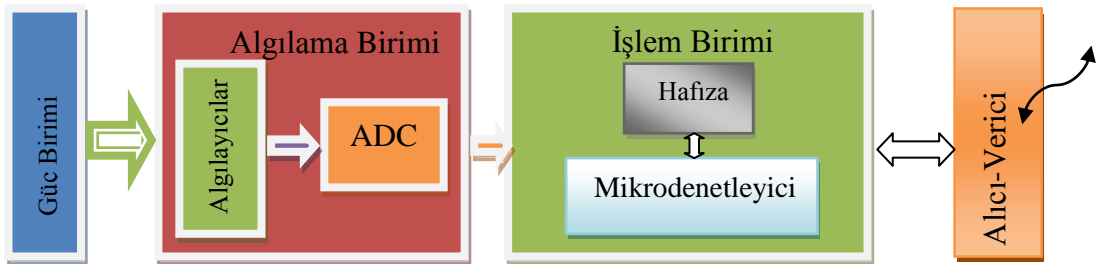 Güç Birimi
Algılama Birimi
Algılayıcılar
ADC
İşlem Birimi
Hafıza
Mikrodenetleyici
Alıcı-Verici